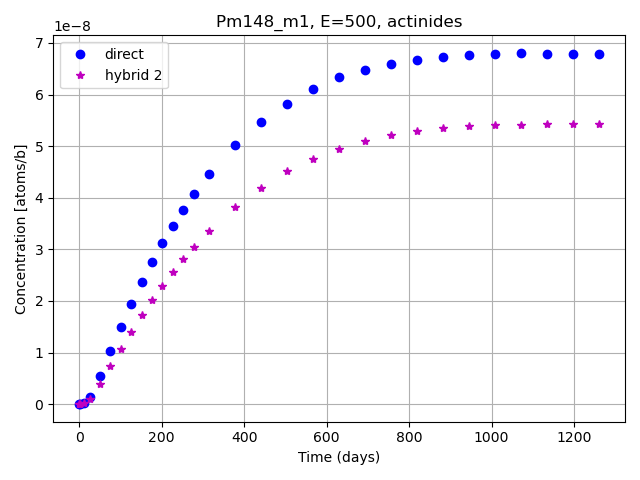 Pm148_m1, E=500, actinides
1e−8
direct
hybrid 2
7
6
5
4
3
2
1
0
Concentration [atoms/b]
0 200 400 600 800 1000 1200
Time (days)